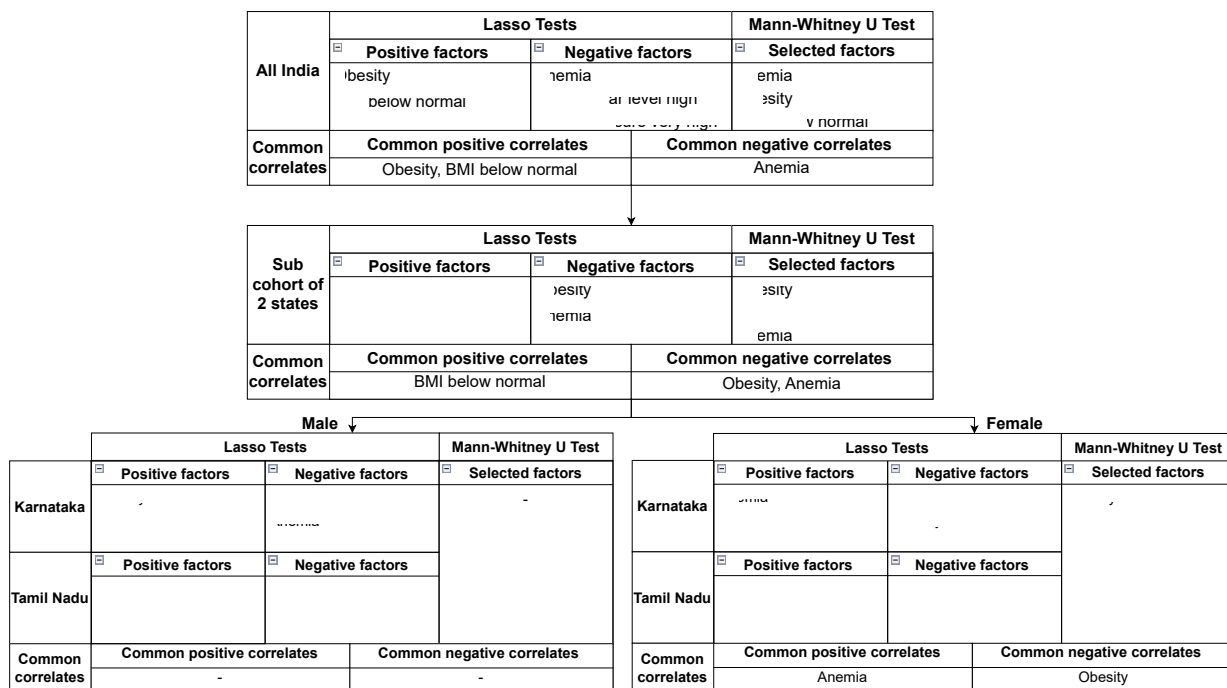 Lasso Tests Mann-Whitney U Test
All India
Positive factors Negative factors Selected factors
below normal
normal
Common correlates
Common positive correlates Common negative correlates
Obesity, BMI below normal Anemia
Lasso Tests Mann-Whitney U Test
Sub cohort of 2 states
Positive factors Negative factors Selected factors
Common correlates
Common positive correlates Common negative correlates
BMI below normal Obesity, Anemia
Male
Lasso Tests Mann-Whitney U Test
Karnataka
Positive factors Negative factors Selected factors
-
Tamil Nadu
Positive factors Negative factors
Common correlates
Common positive correlates Common negative correlates
- -
Female
Lasso Tests Mann-Whitney U Test
Karnataka
Positive factors Negative factors Selected factors
Tamil Nadu
Positive factors Negative factors
Common correlates
Common positive correlates Common negative correlates
Anemia Obesity